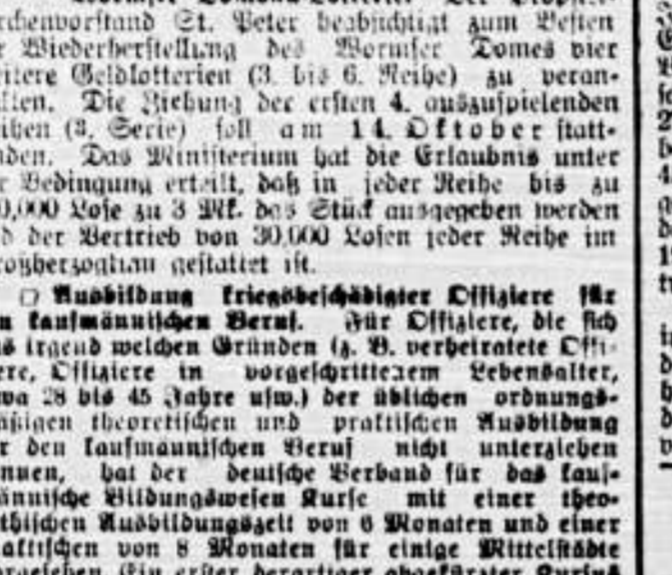 rchenvorstand St. Peter beabsichtigt zum Besten
r Wiederherstellung des Wormser Domes vier
eitere Geldlotterien (3. bis 6. Reihe) zu veran-
lten. Die Ziehung der ersten 4. auszuspielenden
ihen (3. Serie) soll am 14. Oktober statt-
nden. Das Ministerium hat die Erlaubnis unter
r Bedingung erteilt, daß in jeder Reihe bis zu
0,000 Lose zu 3 Mk. das Stück ausgegeben werden
d der Vertrieb von 30,000 Losen jeder Reihe im
roßherzogtum gestattet ist.
□ Ausbildung kriegsbeschädigter Offiziere für
n kaufmännischen Beruf. Für Offiziere, die sich
s irgend welchen Gründen (z. B. verheiratete Offi-
ere, Offiziere in vorgeschrittenem Lebensalter,
wa 28 bis 45 Jahre usw.) der üblichen ordnungs-
äßigen theoretischen und praktischen Ausbildung
r den kaufmännischen Beruf nicht unterziehen
nnen, hat der deutsche Verband für das kauf-
ännische Bildungswesen Kurse mit einer theo-
thischen Ausbildungszeit von 6 Monaten und einer
aktischen von 8 Monaten für einige Mittelstädte
orgesehen Ein erster derartiger abgekürzter Kursus